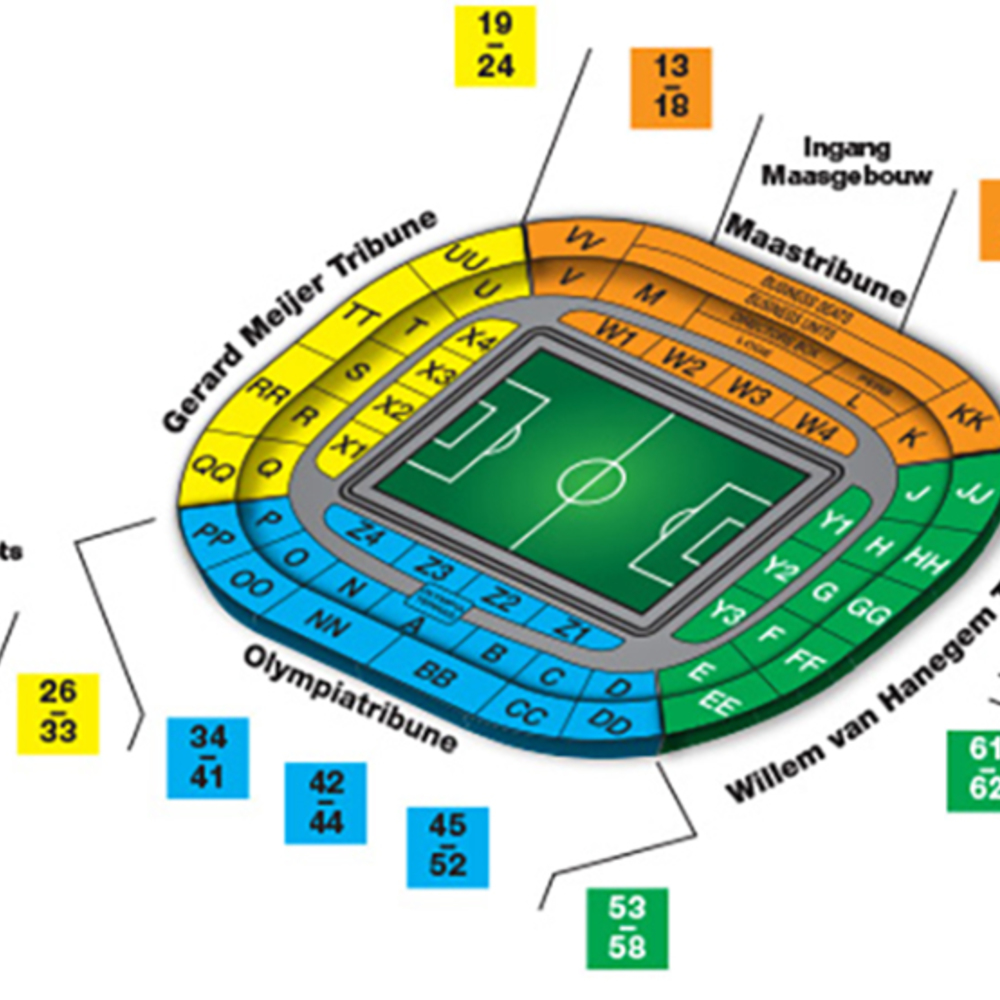 19
–
24
13
–
18
Ingang
Maasgebouw
Gerard Meijer Tribune
Maastribune
UU
VV
U
V
M
BUSINESS SEATS
BUSINESS UNITS
DIRECTORS BOX
LOGE
TT
T
X4
W1
W2
W3
W4
L
KK
K
S
X3
RR
R
X2
X1
QQ
Q
J
JJ
Y1
H
HH
PP
P
Z4
O
Z3
Z2
Z1
Y2
G
GG
OO
N
Y3
F
FF
NN
A
B
C
D
E
EE
BB
CC
DD
ts
Olympiatribune
Willem van Hanegem T
26
–
33
34
–
41
42
–
44
45
–
52
53
–
58
61
–
62